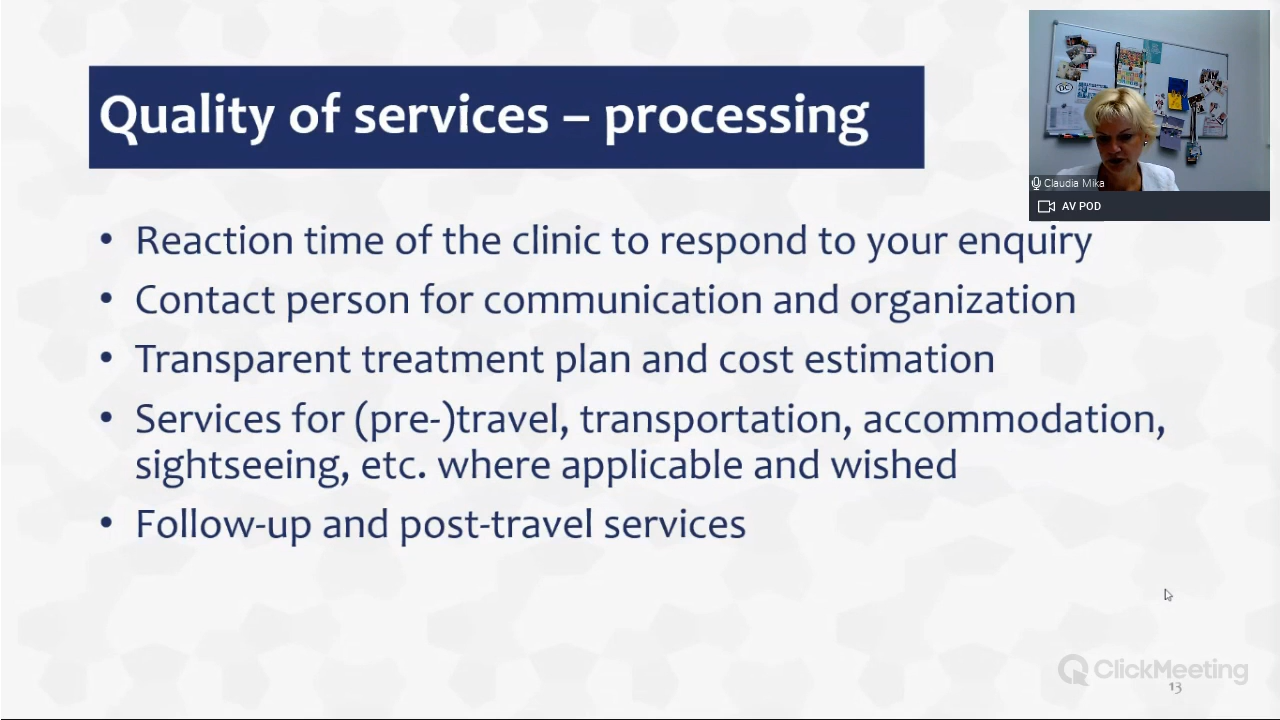 Quality of services – processing
Claudia Mika
AV POD
• Reaction time of the clinic to respond to your enquiry
• Contact person for communication and organization
• Transparent treatment plan and cost estimation
• Services for (pre-)travel, transportation, accommodation,
sightseeing, etc. where applicable and wished
• Follow-up and post-travel services
ClickMeeting
13